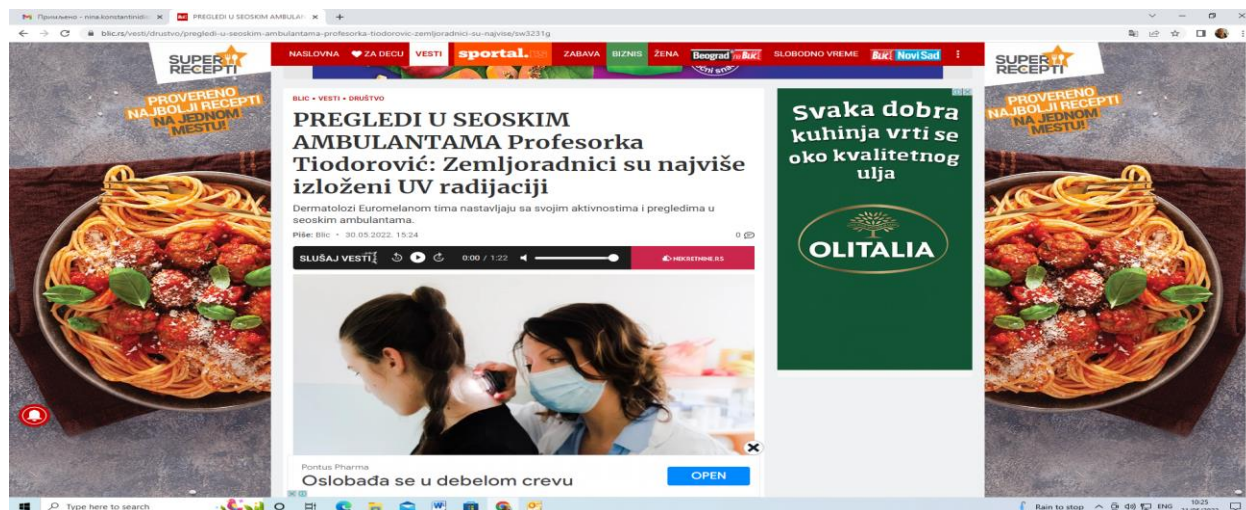 PREGLEDI U SEOSKIM AMBULAN
blic.rs/vesti/drustvo/pregledi-u-seoskim-ambulantama-profesorka-tiodorovic-zemljoradnici-su-najvise/sw3231g
NASLOVNA ZA DECU VESTI sportal. ZABAVA BIZNIS ŽENA Beograd Blic SLOBODNO VREME BLIC Novi Sad
SUPER
RECEPTI
PROVERENO
NAJBOLJI RECEPTI
NA JEDNOM
MESTU!
BLIC • VESTI • DRUŠTVO
PREGLEDI U SEOSKIM
AMBULANTAMA Profesorka
Tiodorović: Zemljoradnici su najviše
izloženi UV radijaciji
Dermatolozi Euromelanom tima nastavljaju sa svojim aktivnostima i pregledima u
seoskim ambulantama.
Piše: Blic • 30.05.2022. 15:24 0
SLUŠAJ VESTI 0:00 / 1:22 NEKRETNINE.RS
Pontus Pharma
Oslobađa se u debelom crevu
OPEN
Svaka dobra
kuhinja vrti se
oko kvalitetnog
ulja
OLITALIA
SUPER
RECEPTI
PROVERENO
NAJBOLJI RECEPTI
NA JEDNOM
MESTU!
Type here to search Rain to stop ENG 10:25